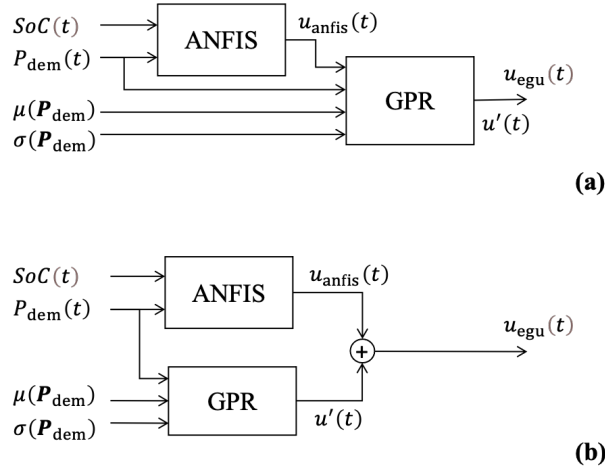 SoC(t)
P_dem(t)
ANFIS
u_anfis(t)
μ(𝑷_dem)
σ(𝑷_dem)
GPR
u_egu(t)
u′(t)
(a)
SoC(t)
P_dem(t)
ANFIS
u_anfis(t)
+
u_egu(t)
μ(𝑷_dem)
σ(𝑷_dem)
GPR
u′(t)
(b)